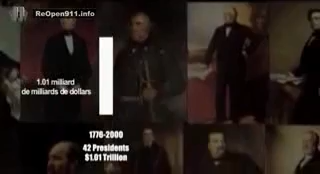 ReOpen911.info
1.01 milliard
de milliards de dollars
1776-2000
42 Presidents
$1.01 Trillion